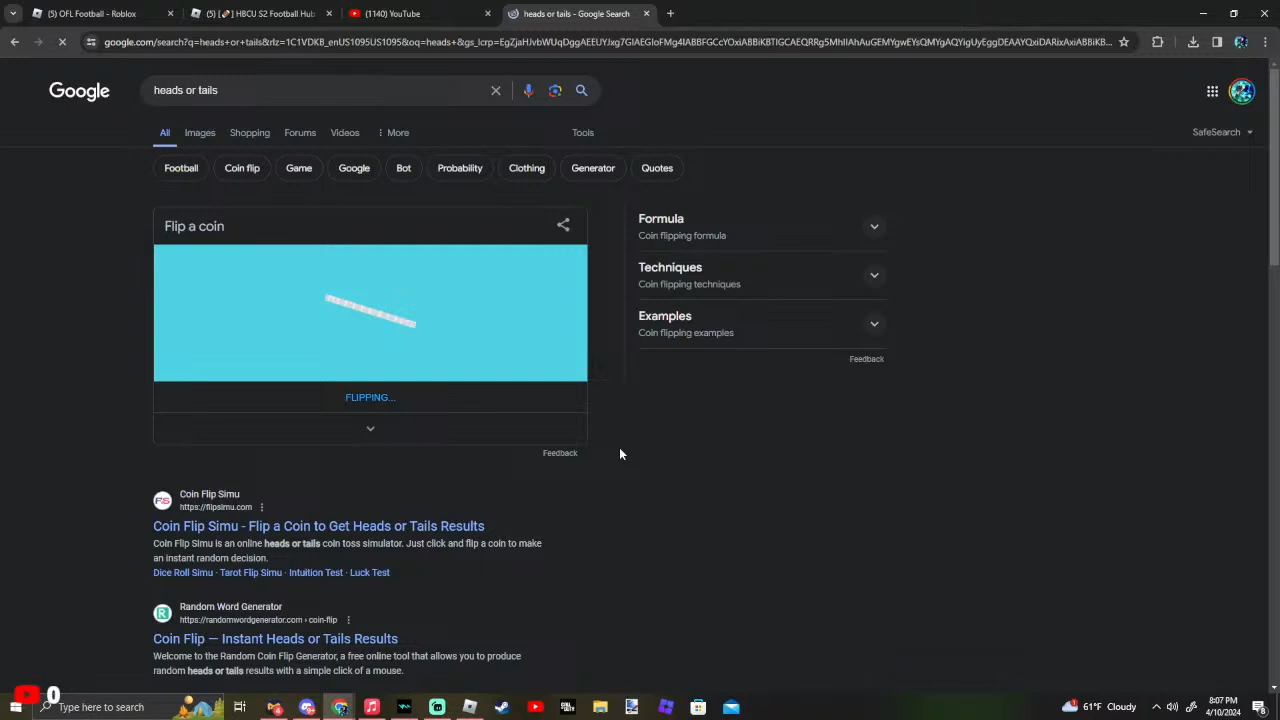 (5) OFL Football - Roblox
(5) [🏈] HBCU S2 Football Hub
(1140) YouTube
heads or tails - Google Search
Google
heads or tails
All Images Shopping Forums Videos More Tools
SafeSearch
Football Coin flip Game Google Bot Probability Clothing Generator Quotes
Flip a coin
FLIPPING...
Feedback
Formula
Coin flipping formula
Techniques
Coin flipping techniques
Examples
Coin flipping examples
Feedback
Coin Flip Simu
https://flipsimu.com
Coin Flip Simu - Flip a Coin to Get Heads or Tails Results
Coin Flip Simu is an online heads or tails coin toss simulator. Just click and flip a coin to make
an instant random decision.
Dice Roll Simu · Tarot Flip Simu · Intuition Test · Luck Test
Random Word Generator
https://randomwordgenerator.com › coin-flip
Coin Flip — Instant Heads or Tails Results
Welcome to the Random Coin Flip Generator, a free online tool that allows you to produce
random heads or tails results with a simple click of a mouse.
0
Type here to search
61°F Cloudy
8:07 PM
4/10/2024